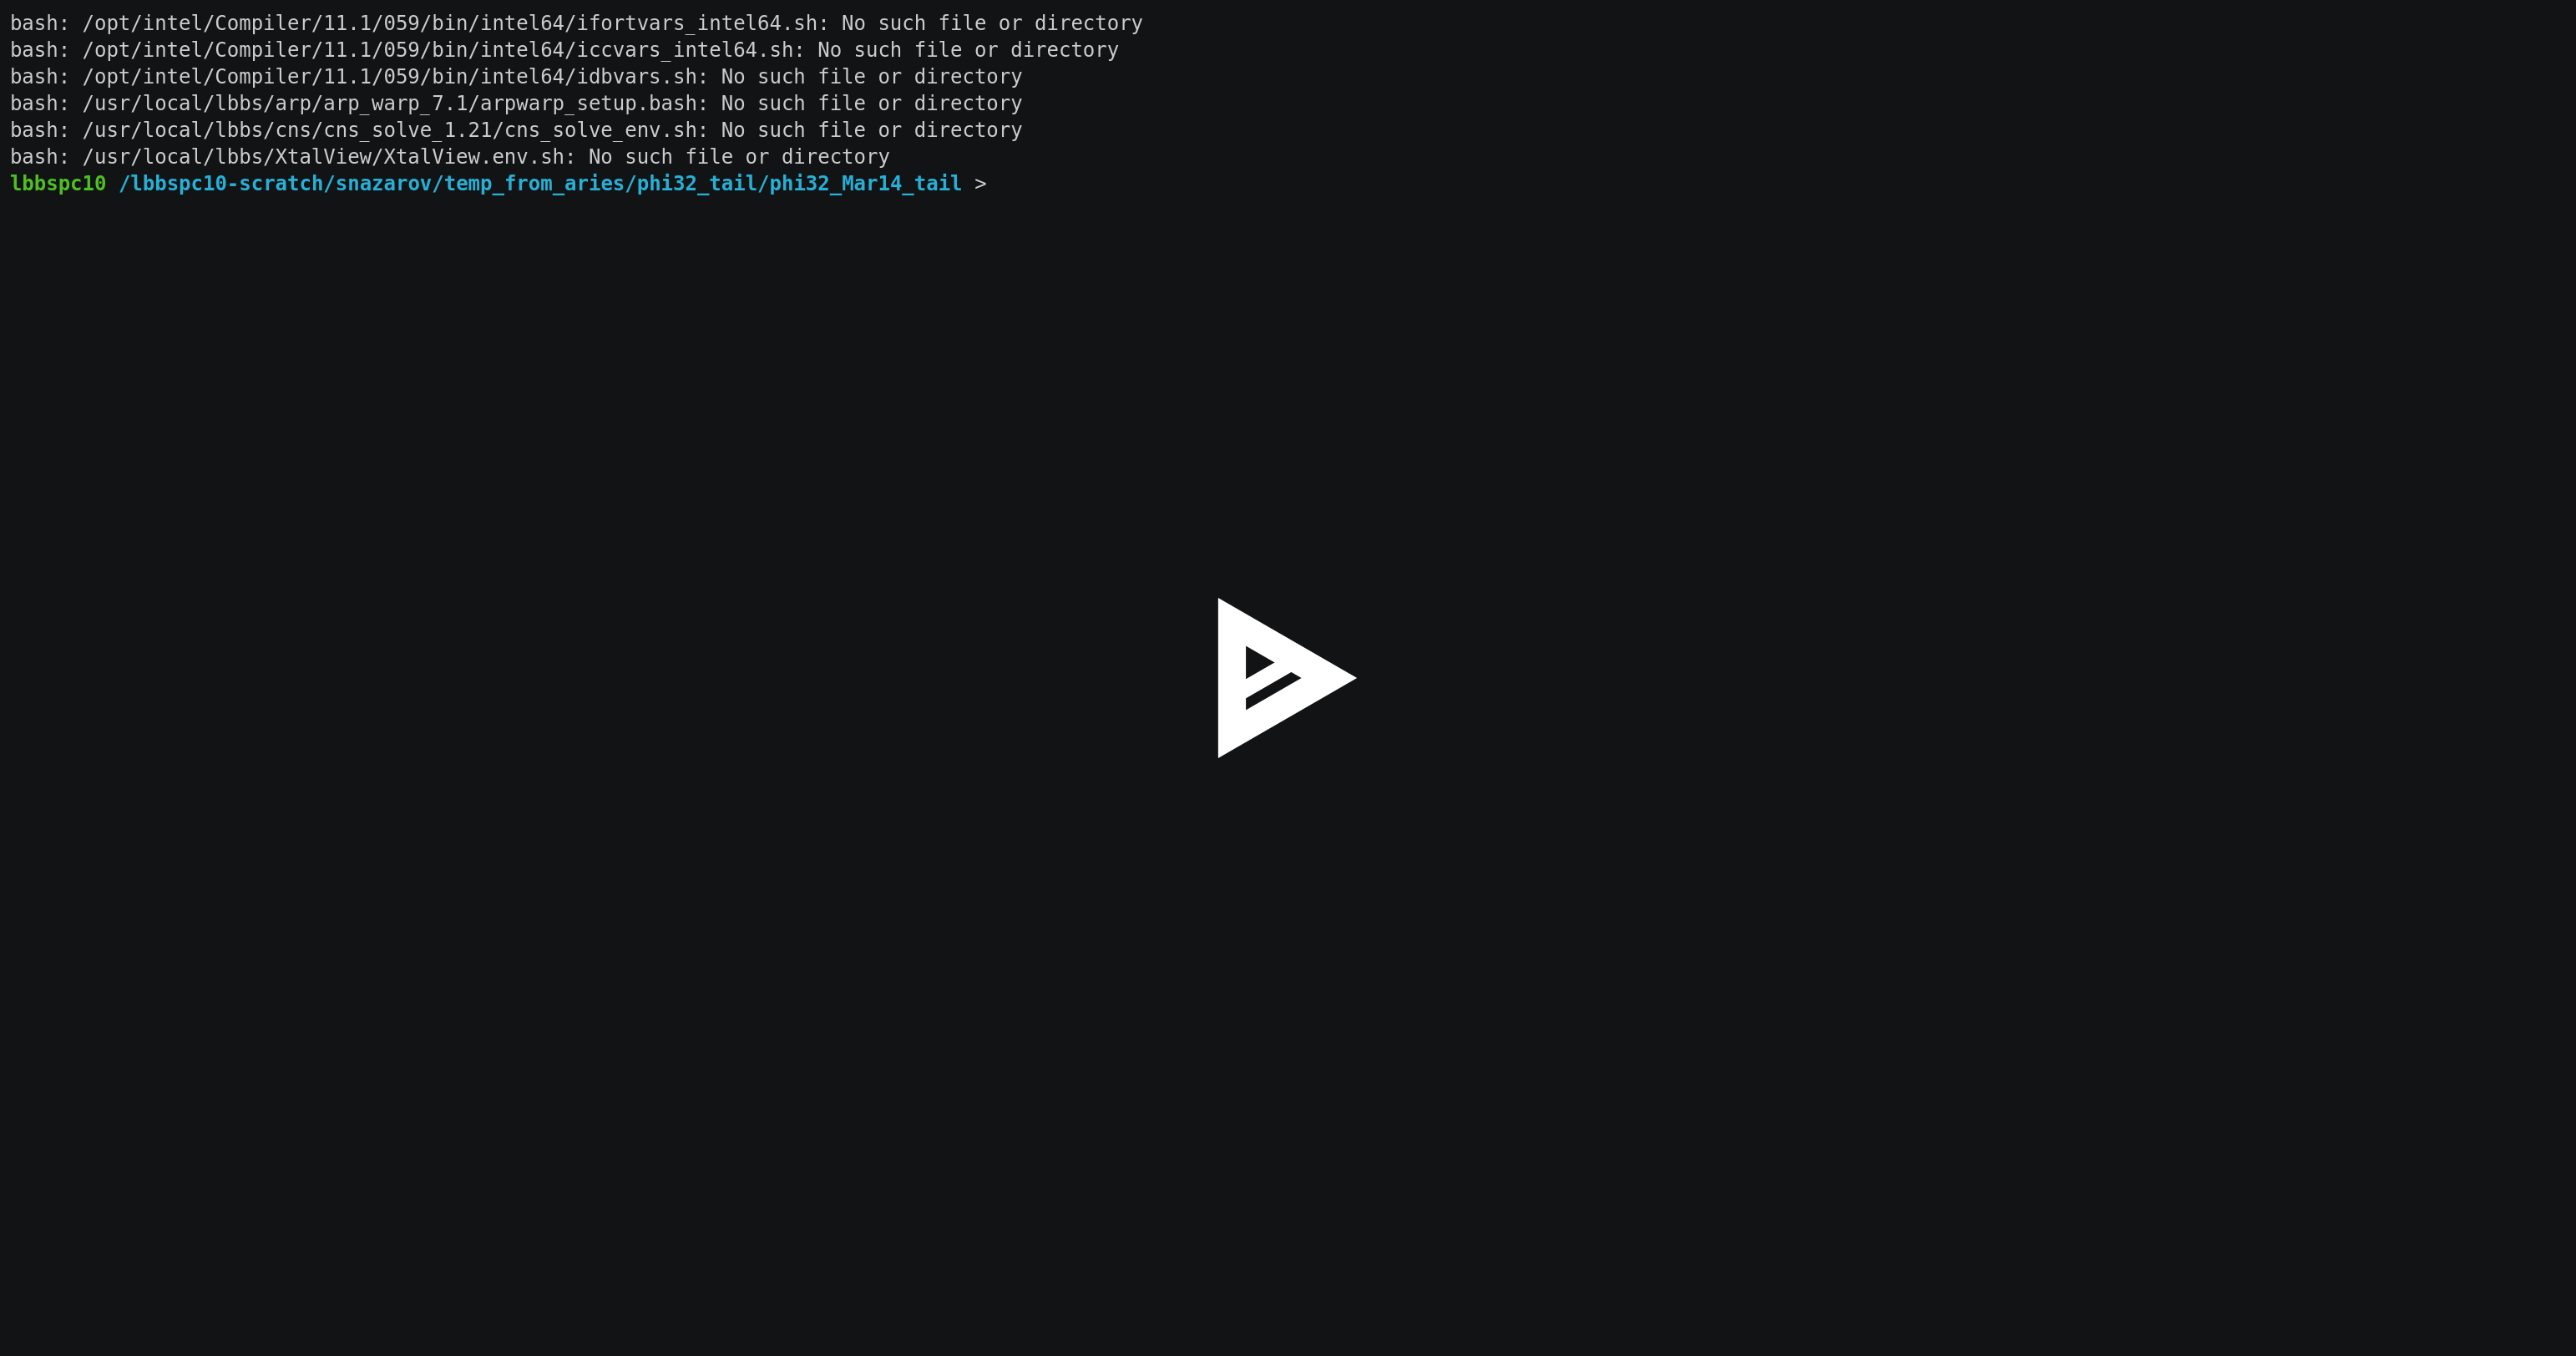 bash: /opt/intel/Compiler/11.1/059/bin/intel64/ifortvars_intel64.sh: No such file or directory
bash: /opt/intel/Compiler/11.1/059/bin/intel64/iccvars_intel64.sh: No such file or directory
bash: /opt/intel/Compiler/11.1/059/bin/intel64/idbvars.sh: No such file or directory
bash: /usr/local/lbbs/arp/arp_warp_7.1/arpwarp_setup.bash: No such file or directory
bash: /usr/local/lbbs/cns/cns_solve_1.21/cns_solve_env.sh: No such file or directory
bash: /usr/local/lbbs/XtalView/XtalView.env.sh: No such file or directory
lbbspc10 /lbbspc10-scratch/snazarov/temp_from_aries/phi32_tail/phi32_Mar14_tail >